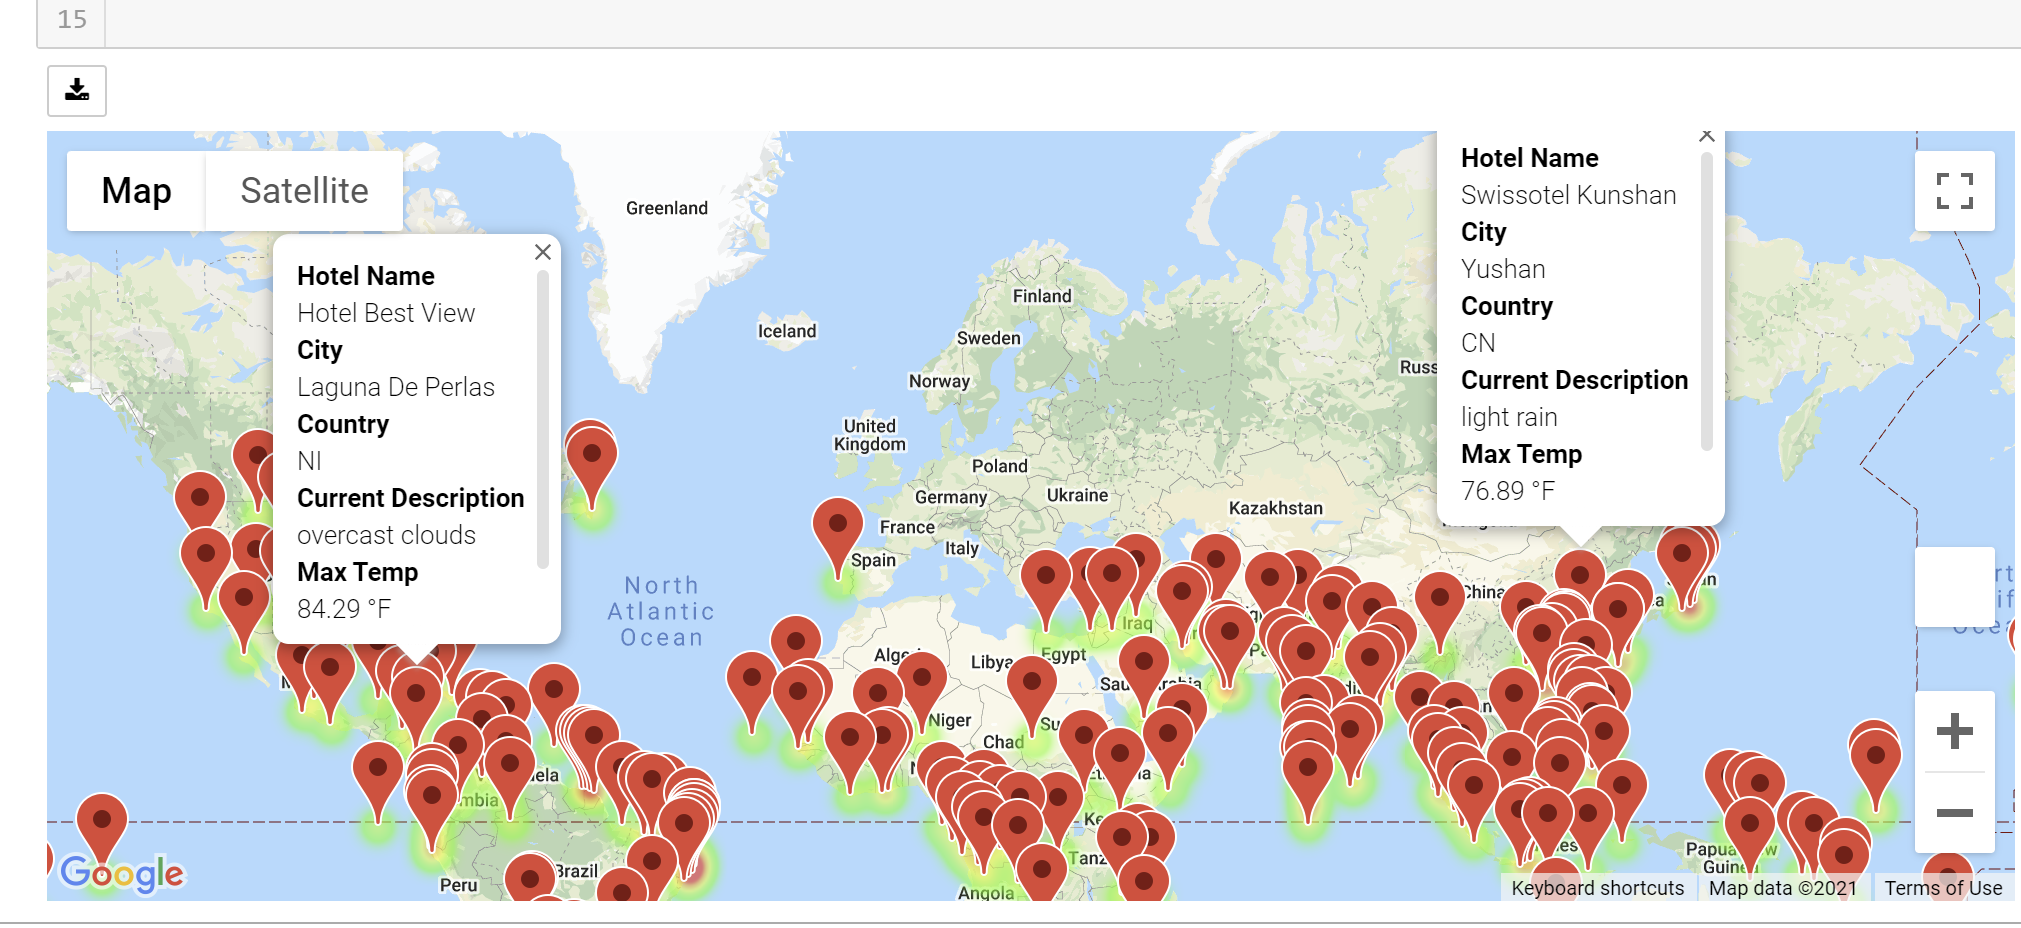 15
Map
Satellite
Hotel Name
Hotel Best View
City
Laguna De Perlas
Country
NI
Current Description
overcast clouds
Max Temp
84.29 °F
Hotel Name
Swissotel Kunshan
City
Yushan
Country
CN
Current Description
light rain
Max Temp
76.89 °F
Greenland
Iceland
Finland
Sweden
Norway
Russ
United
Kingdom
Poland
Germany
Ukraine
France
Kazakhstan
Italy
Spain
North
Atlantic
Ocean
China
Iraq
Egypt
Libya
Niger
Chad
Su
Ke
Tanz
Angola
Peru
Brazil
Papua
Guinea
Google
Keyboard shortcuts
Map data ©2021
Terms of Use